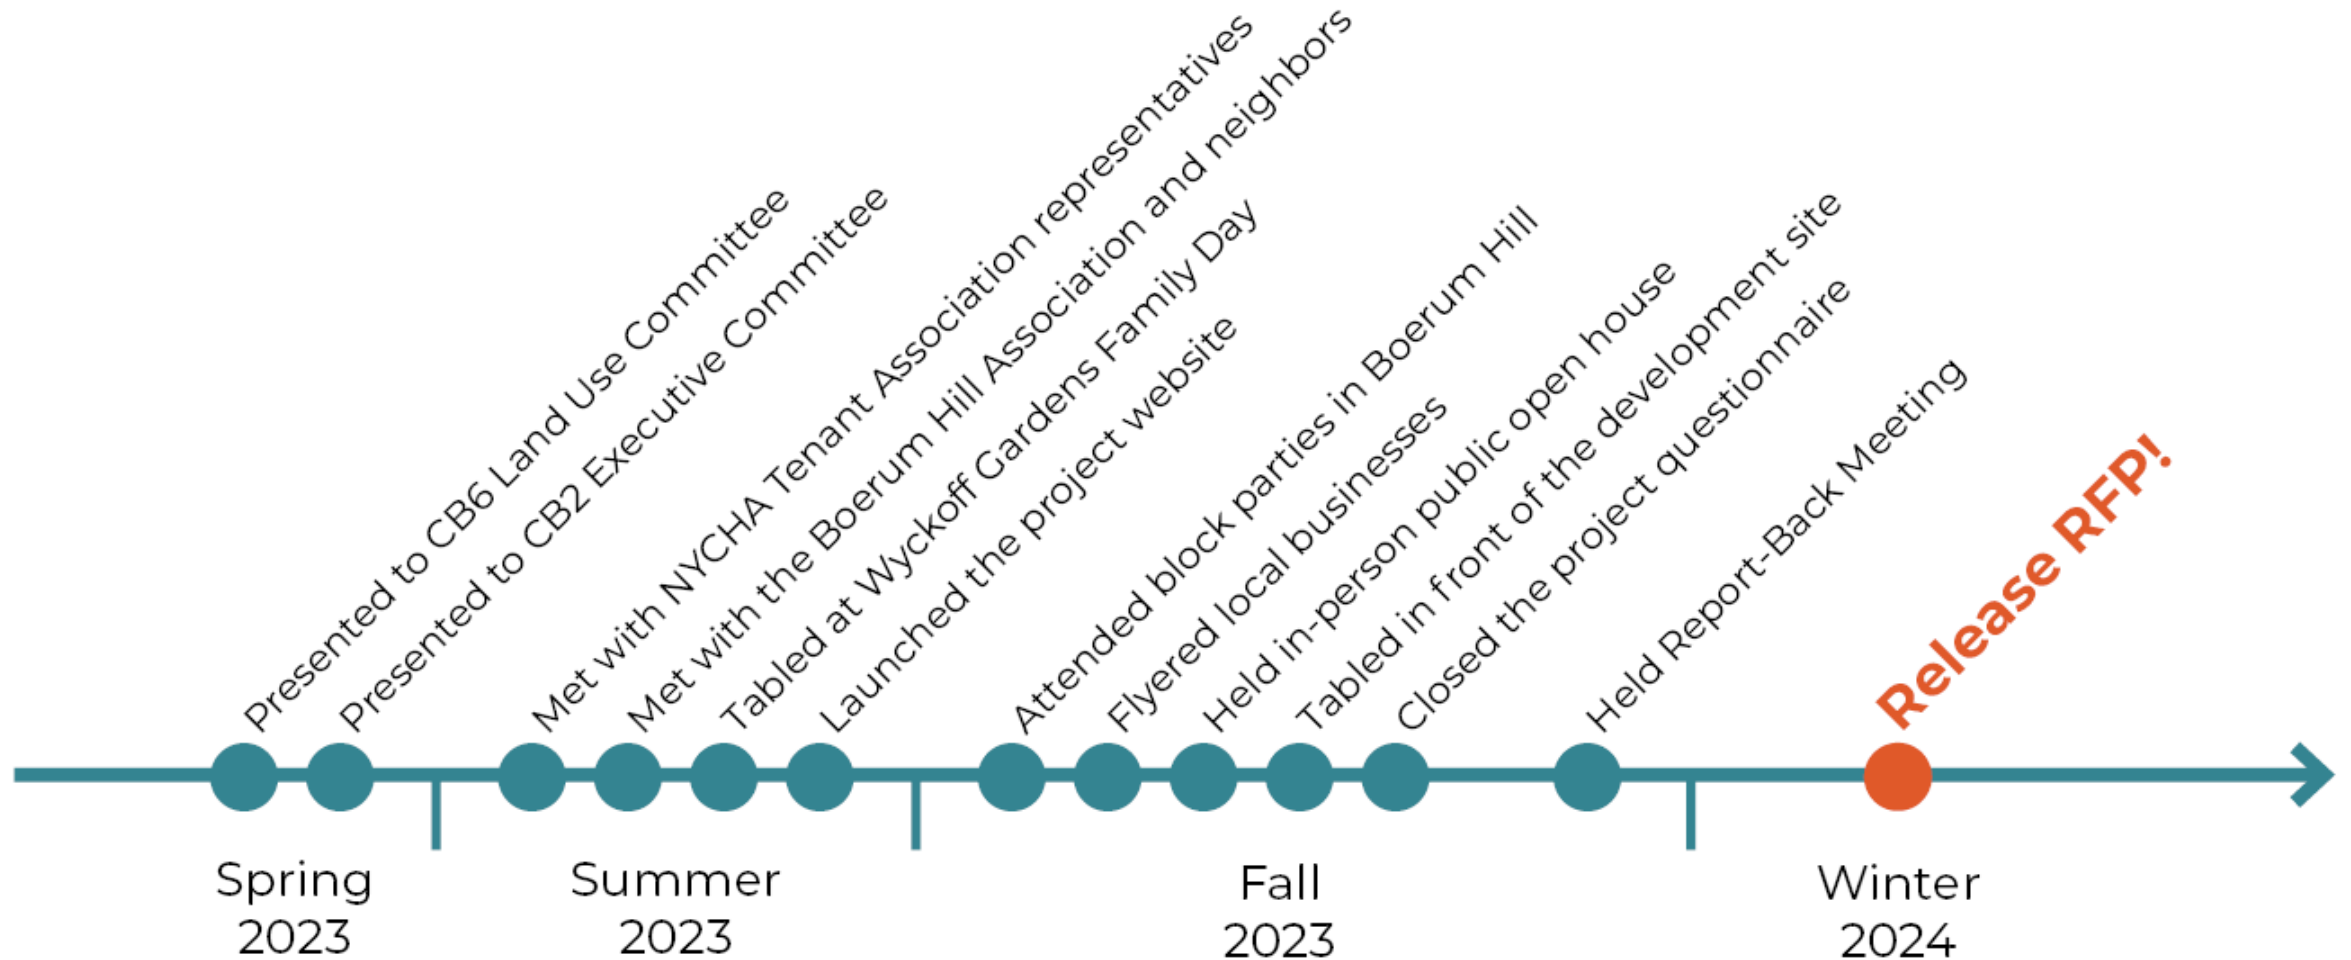 Presented to CB6 Land Use Committee
Presented to CB2 Executive Committee
Met with NYCHA Tenant Association representatives
Met with the Boerum Hill Association and neighbors
Tabled at Wyckoff Gardens Family Day
Launched the project website
Attended block parties in Boerum Hill
Flyered local businesses
Held in-person public open house
Tabled in front of the development site
Closed the project questionnaire
Held Report-Back Meeting
Release RFP!
Spring
2023
Summer
2023
Fall
2023
Winter
2024